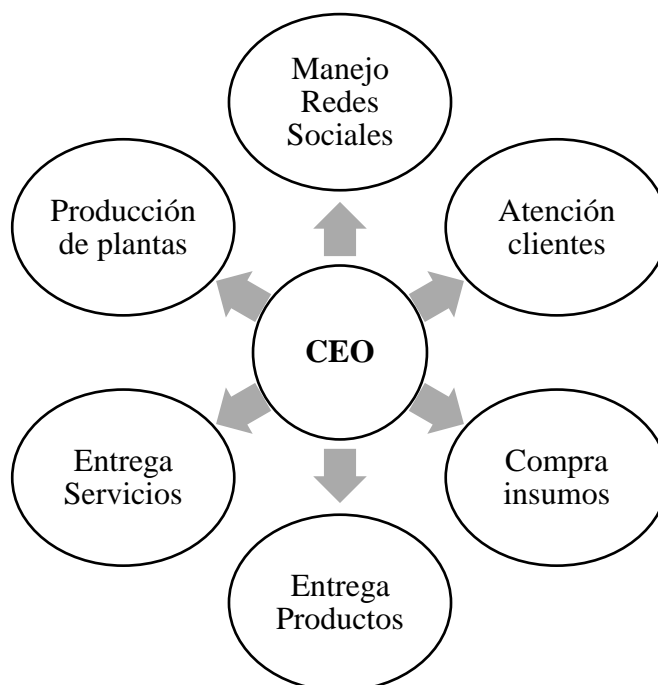 Manejo
Redes
Sociales
Producción
de plantas
Atención
clientes
CEO
Entrega
Servicios
Compra
insumos
Entrega
Productos